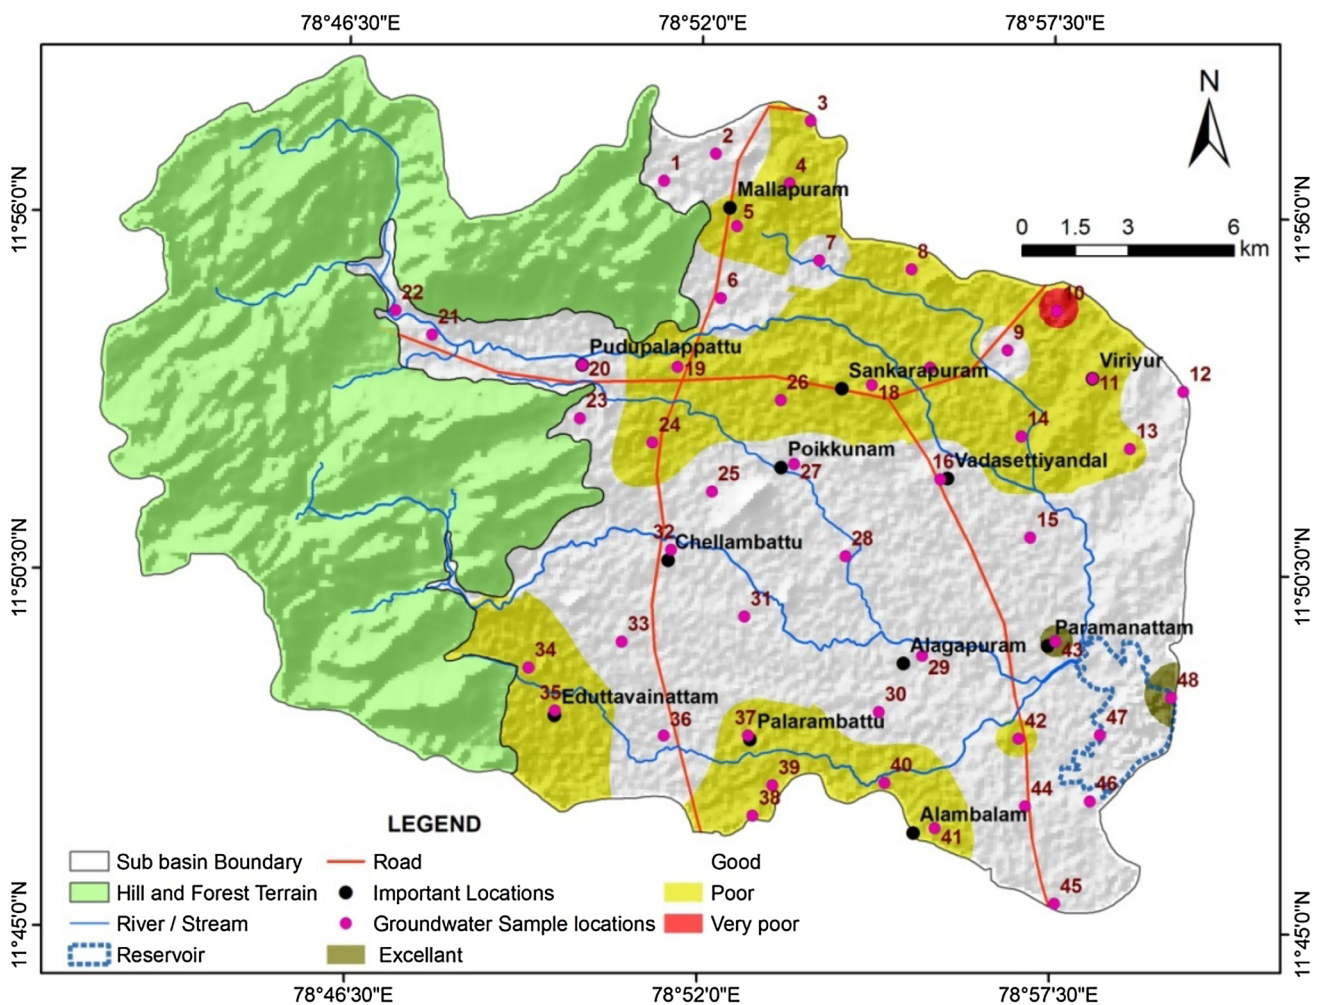 78°46'30"E 78°52'0"E 78°57'30"E
3
N
2
1
4
11°56'0"N
Mallapuram
11°56'0"N
5
0 1.5 3 6
km
7
8
6
22
10
21
9
Pudupalappattu
Viriyur
20
19
Sankarapuram
11
12
26
18
23
24
14
13
Poikkunam
16
Vadasettiyandal
25
27
15
32
Chellambattu
28
11°50'30"N
11°50'30"N
31
33
Paramanattam
34
Alagapuram
43
29
48
35
Eduttavainattam
30
36
37
Palarambattu
42
47
39
40
38
44
46
Alambalam
41
45
LEGEND
Sub basin Boundary Road Good
Hill and Forest Terrain Important Locations Poor
River / Stream Groundwater Sample locations Very poor
Reservoir Excellant
11°45'0"N
11°45'0"N
78°46'30"E 78°52'0"E 78°57'30"E